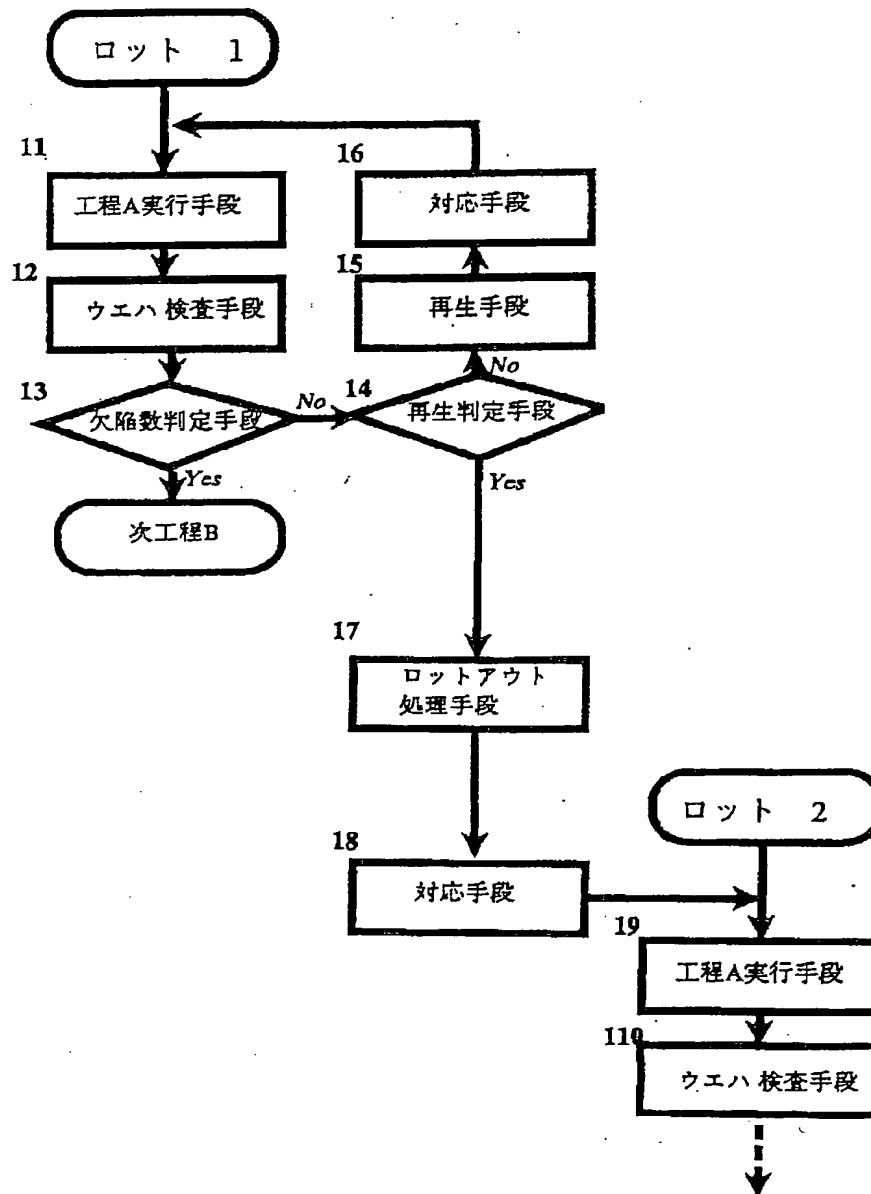 ロット 1
11
工程A実行手段
16
対応手段
12
ウエハ 検査手段
15
再生手段
13
欠陥数判定手段
No
14
再生判定手段
No
Yes
次工程B
Yes
17
ロットアウト
処理手段
18
対応手段
ロット 2
19
工程A実行手段
110
ウエハ 検査手段